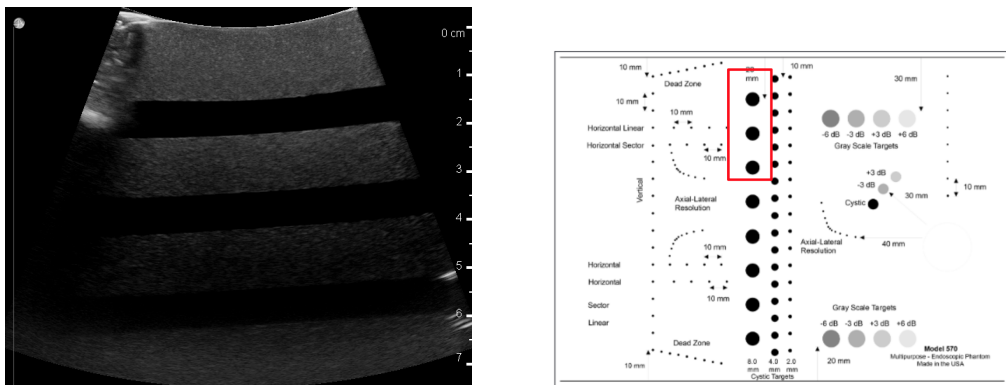 0 cm
1
2
3
4
5
6
7
10 mm
Dead Zone
20
mm
10 mm
30 mm
10 mm
10 mm
Horizontal Linear
Horizontal Sector
10 mm
-6 dB -3 dB +3 dB +6 dB
Gray Scale Targets
Vertical
+3 dB
-3 dB
30 mm
10 mm
Cystic
Axial-Lateral
Resolution
Axial-Lateral
Resolution
40 mm
10 mm
Horizontal
Horizontal
10 mm
Sector
Linear
Gray Scale Targets
-6 dB -3 dB +3 dB +6 dB
Dead Zone
10 mm
8.0 4.0 2.0
mm mm mm
Cystic Targets
20 mm
Model 570
Multipurpose - Endoscopic Phantom
Made in the USA